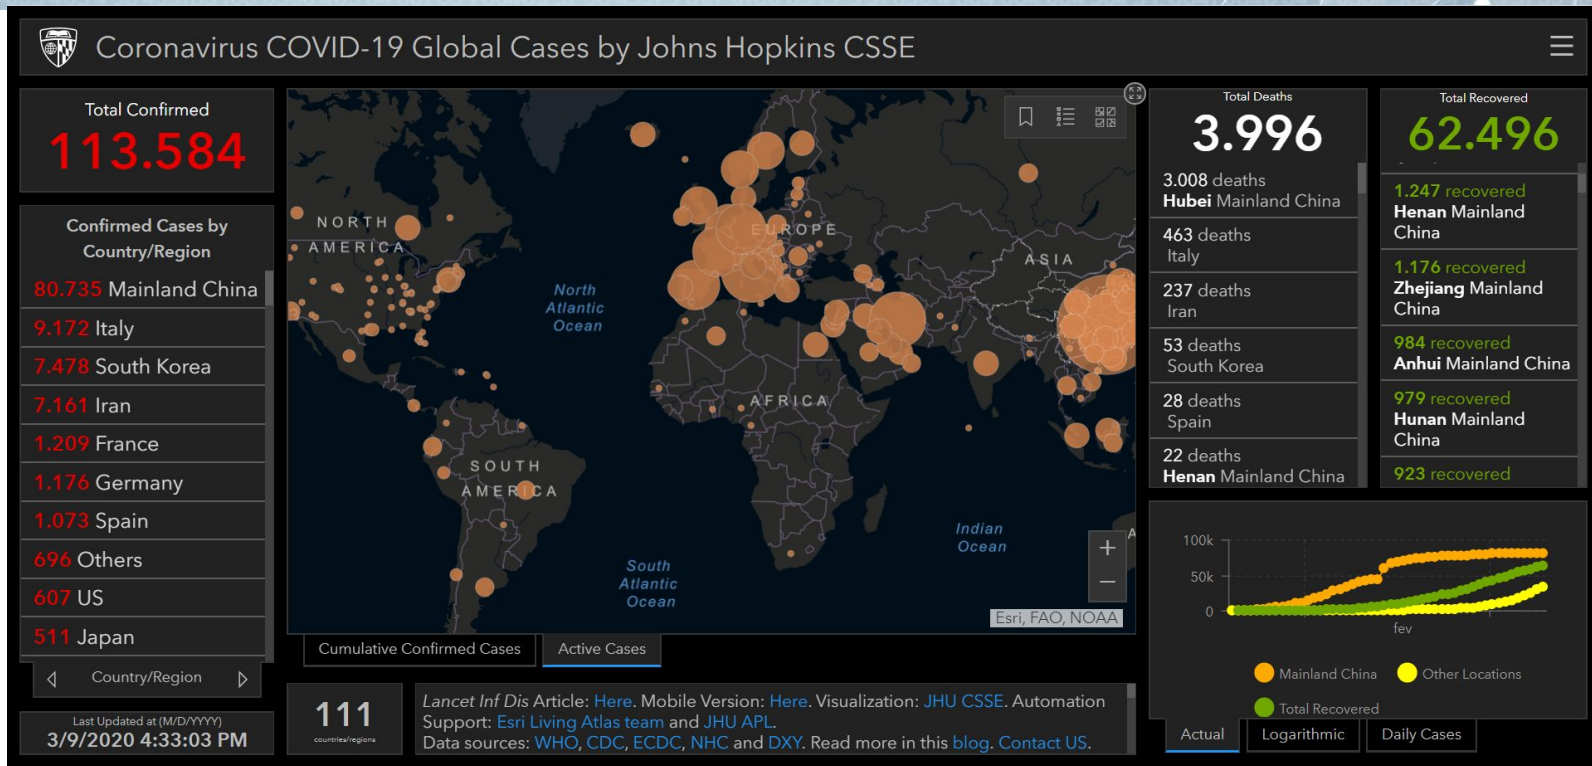 Coronavirus COVID-19 Global Cases by Johns Hopkins CSSE
Total Confirmed
113.584
Confirmed Cases by
Country/Region
80.735 Mainland China
9.172 Italy
7.478 South Korea
7.161 Iran
1.209 France
1.176 Germany
1.073 Spain
696 Others
607 US
511 Japan
Country/Region
Last Updated at (M/D/YYYY)
3/9/2020 4:33:03 PM
NORTH
AMERICA
EUROPE
ASIA
North
Atlantic
Ocean
AFRICA
SOUTH
AMERICA
Indian
Ocean
A
South
Atlantic
Ocean
+
−
Esri, FAO, NOAA
Cumulative Confirmed Cases
Active Cases
111
countries/regions
Lancet Inf Dis Article: Here. Mobile Version: Here. Visualization: JHU CSSE. Automation
Support: Esri Living Atlas team and JHU APL.
Data sources: WHO, CDC, ECDC, NHC and DXY. Read more in this blog. Contact US.
Total Deaths
3.996
3.008 deaths
Hubei Mainland China
463 deaths
Italy
237 deaths
Iran
53 deaths
South Korea
28 deaths
Spain
22 deaths
Henan Mainland China
Total Recovered
62.496
1.247 recovered
Henan Mainland
China
1.176 recovered
Zhejiang Mainland
China
984 recovered
Anhui Mainland China
979 recovered
Hunan Mainland
China
923 recovered
100k
50k
0
fev
Mainland China
Other Locations
Total Recovered
Actual
Logarithmic
Daily Cases